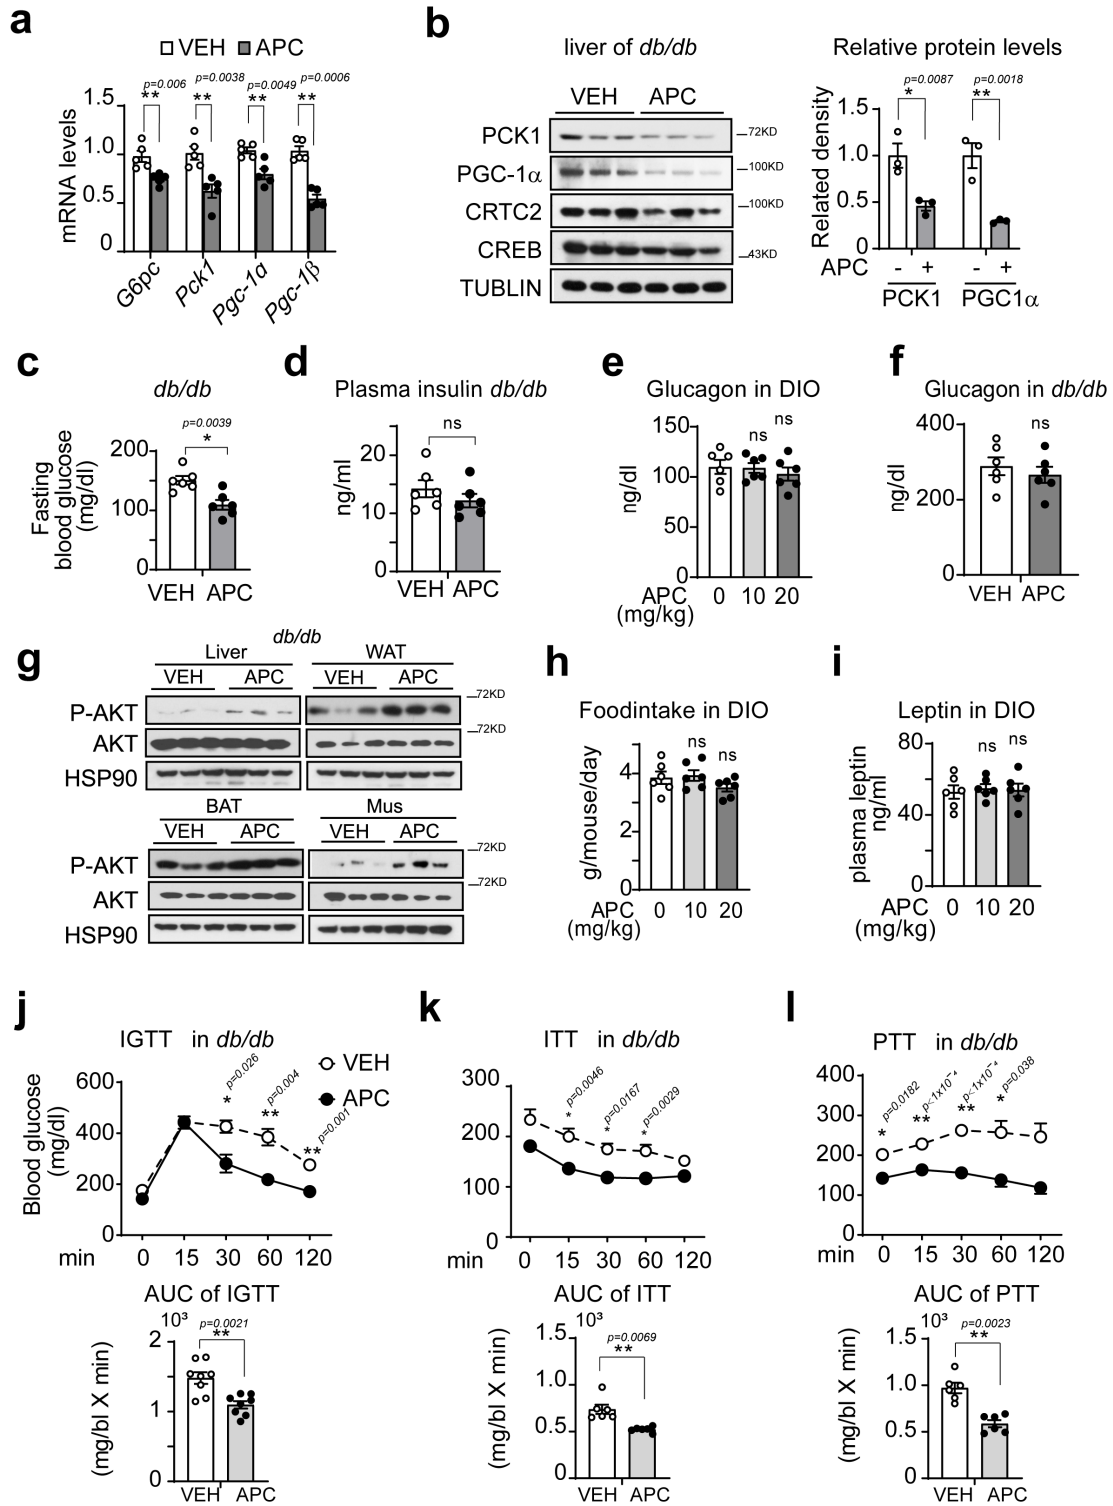 a
VEH APC
p=0.006 p=0.0038 p=0.0049 p=0.0006
** ** ** **
mRNA levels
1.5
1.0
0.5
0
G6pc Pck1 Pgc-1α Pgc-1β
b
liver of db/db
VEH APC
PCK1 72KD
PGC-1α 100KD
CRTC2 100KD
CREB 43KD
TUBLIN
Relative protein levels
p=0.0087 p=0.0018
* **
Related density
1.5
1.0
0.5
0
APC - + - +
PCK1 PGC1α
c
db/db
p=0.0039
*
Fasting
blood glucose
(mg/dl)
200
100
0
VEH APC
d
Plasma insulin db/db
ns
ng/ml
20
10
0
VEH APC
e
Glucagon in DIO
ns ns
ng/dl
150
100
50
0
APC 0 10 20
(mg/kg)
f
Glucagon in db/db
ns
ng/dl
400
200
0
VEH APC
g
db/db
Liver WAT
VEH APC VEH APC
P-AKT 72KD
AKT 72KD
HSP90
BAT Mus
VEH APC VEH APC
P-AKT 72KD
AKT 72KD
HSP90
h
Foodintake in DIO
ns ns
g/mouse/day
4
2
0
APC 0 10 20
(mg/kg)
i
Leptin in DIO
ns ns
plasma leptin
ng/ml
80
40
0
APC 0 10 20
(mg/kg)
j
IGTT in db/db
VEH
APC
p=0.026 p=0.004 p=0.001
* ** **
Blood glucose
(mg/dl)
600
400
200
0
min 0 15 30 60 120
AUC of IGTT
10³
p=0.0021
**
(mg/bl X min)
2
1
0
VEH APC
k
ITT in db/db
p=0.0046 p=0.0167 p=0.0029
* * *
300
200
100
0
min 0 15 30 60 120
AUC of ITT
10³
p=0.0069
**
(mg/bl X min)
1.5
1.0
0.5
0
VEH APC
l
PTT in db/db
p=0.0182 p<1x10⁻⁴ p<1x10⁻⁴ p=0.038
* ** ** *
400
300
200
100
0
min 0 15 30 60 120
AUC of PTT
10³
p=0.0023
**
(mg/bl X min)
1.5
1.0
0.5
0
VEH APC